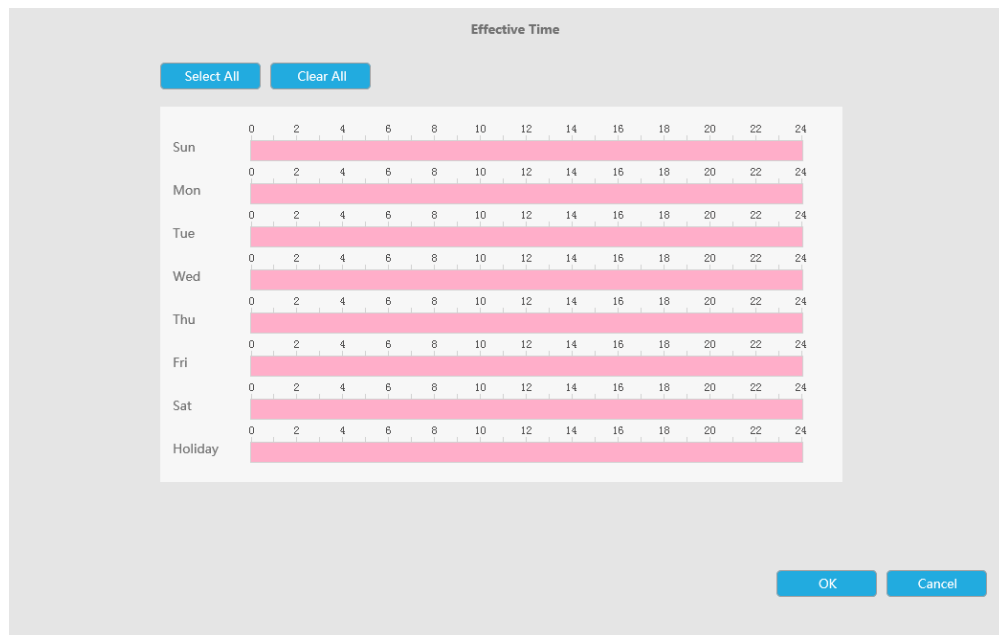 Effective Time
Select All Clear All
0 2 4 6 8 10 12 14 16 18 20 22 24
Sun
0 2 4 6 8 10 12 14 16 18 20 22 24
Mon
0 2 4 6 8 10 12 14 16 18 20 22 24
Tue
0 2 4 6 8 10 12 14 16 18 20 22 24
Wed
0 2 4 6 8 10 12 14 16 18 20 22 24
Thu
0 2 4 6 8 10 12 14 16 18 20 22 24
Fri
0 2 4 6 8 10 12 14 16 18 20 22 24
Sat
0 2 4 6 8 10 12 14 16 18 20 22 24
Holiday
OK Cancel